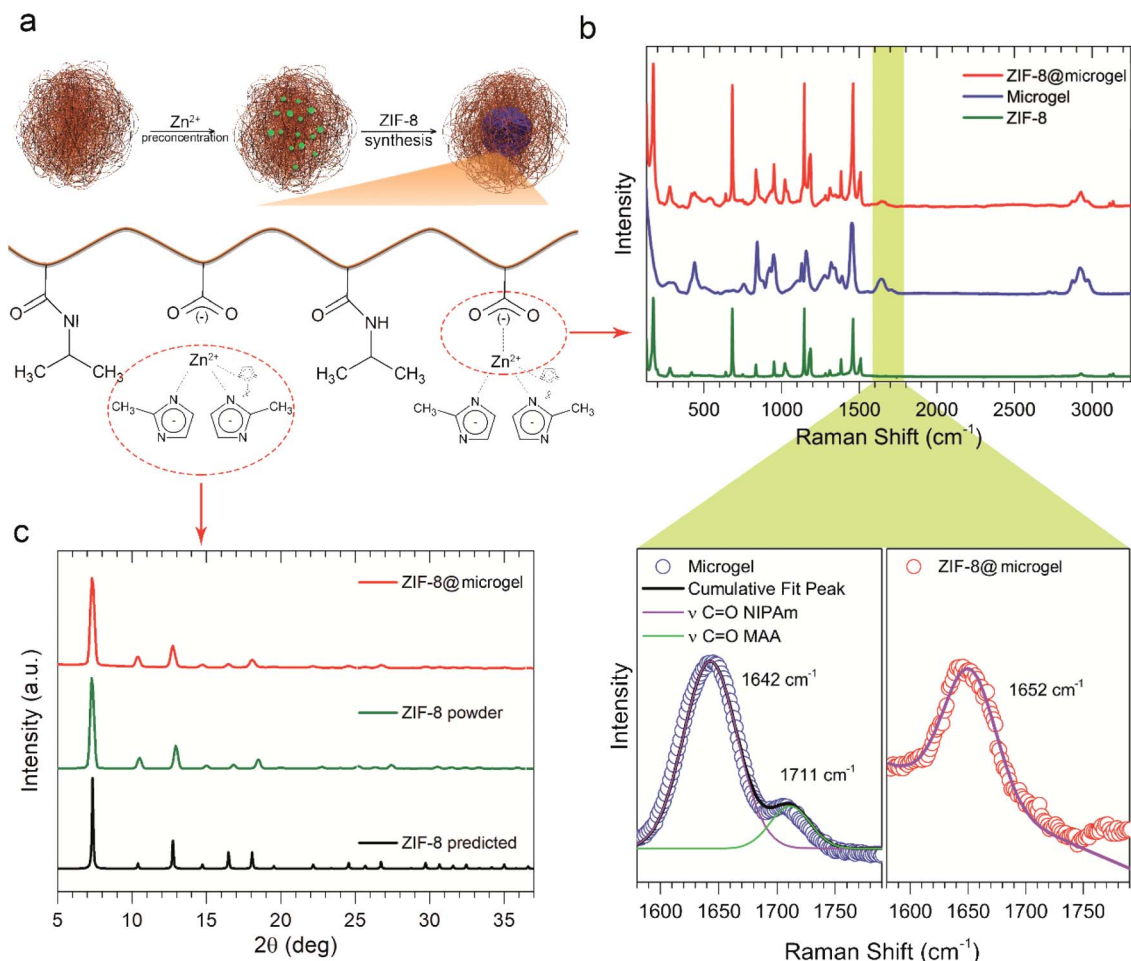 a
Zn2+
preconcentration
ZIF-8
synthesis
O
NI
H3C
CH3
O
O
(-)
O
NH
H3C
CH3
O
O
(-)
Zn2+
CH3
N
N
-
N
N
-
CH3
Zn2+
CH3
N
N
-
N
N
-
CH3
b
ZIF-8@microgel
Microgel
ZIF-8
Intensity
500 1000 1500 2000 2500 3000
Raman Shift (cm-1)
Microgel
Cumulative Fit Peak
ν C=O NIPAm
ν C=O MAA
1642 cm-1
1711 cm-1
ZIF-8@ microgel
1652 cm-1
Intensity
1600 1650 1700 1750
1600 1650 1700 1750
Raman Shift (cm-1)
c
ZIF-8@microgel
ZIF-8 powder
ZIF-8 predicted
Intensity (a.u.)
5 10 15 20 25 30 35
2θ (deg)